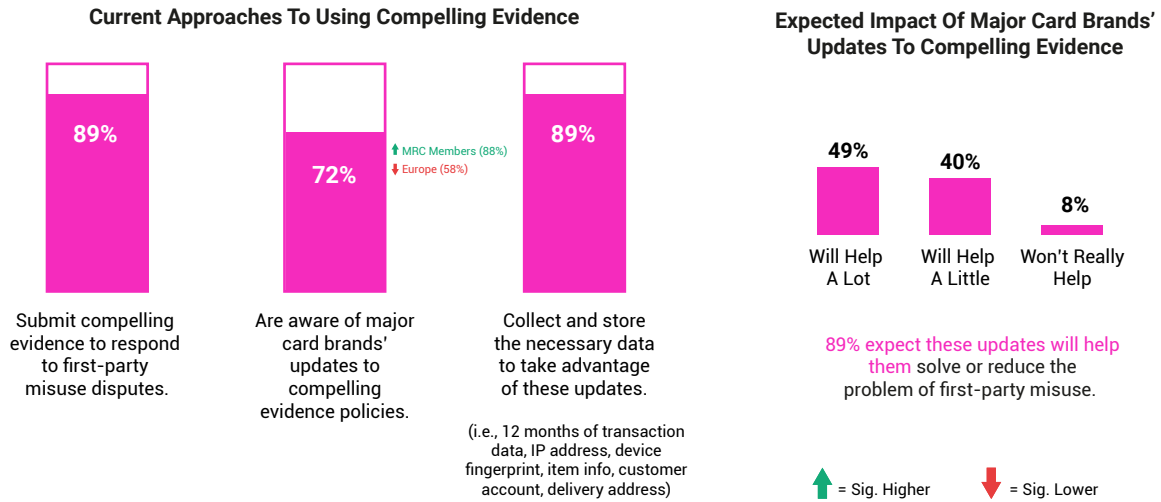 Current Approaches To Using Compelling Evidence
89%
72%
MRC Members (88%)
Europe (58%)
89%
Submit compelling
evidence to respond
to first-party
misuse disputes.
Are aware of major
card brands'
updates to
compelling
evidence policies.
Collect and store
the necessary data
to take advantage
of these updates.
(i.e., 12 months of transaction
data, IP address, device
fingerprint, item info, customer
account, delivery address)
Expected Impact Of Major Card Brands'
Updates To Compelling Evidence
49%
40%
8%
Will Help
A Lot
Will Help
A Little
Won't Really
Help
89% expect these updates will help
them solve or reduce the
problem of first-party misuse.
= Sig. Higher
= Sig. Lower